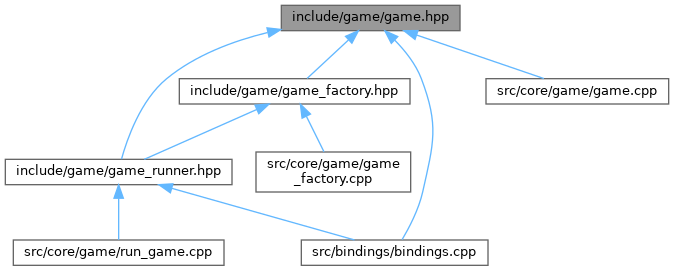 include/game/game.hpp
include/game/game_factory.hpp
src/core/game/game.cpp
include/game/game_runner.hpp
src/core/game/game
_factory.cpp
src/core/game/run_game.cpp
src/bindings/bindings.cpp